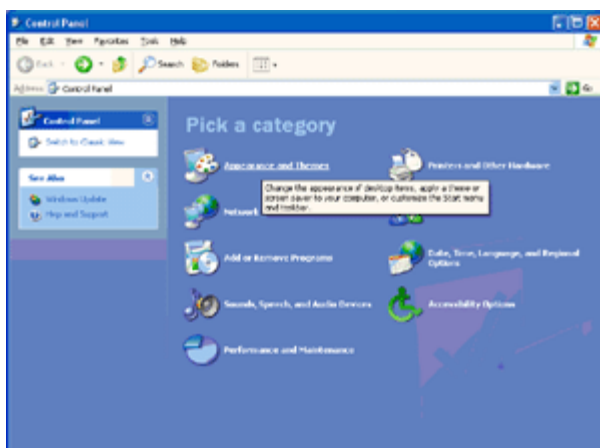 Control Panel
File Edit View Favorites Tools Help
Back Search Folders
Address Control Panel Go
Control Panel
Switch to Classic View
See Also
Windows Update
Help and Support
Pick a category
Appearance and Themes
Printers and Other Hardware
Change the appearance of desktop items, apply a theme or
screen saver to your computer, or customize the Start menu
and taskbar.
Network
Add or Remove Programs
Date, Time, Language, and Regional
Options
Sounds, Speech, and Audio Devices
Accessibility Options
Performance and Maintenance